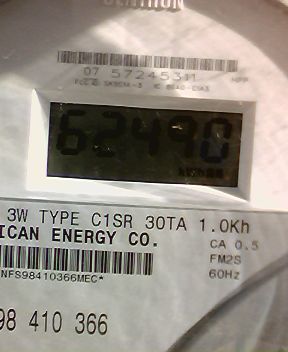 CENTRON
07 57245311
62490
3W TYPE C1SR 30TA 1.0Kh
ICAN ENERGY CO.
CA 0.5
FM2S
60Hz
NFS98410366MEC*
98 410 366